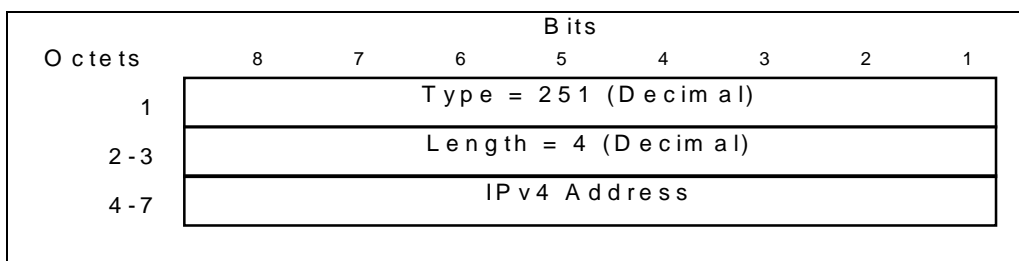 Bits
Octets 8 7 6 5 4 3 2 1
1 Type = 251 (Decimal)
2-3 Length = 4 (Decimal)
4-7 IPv4 Address